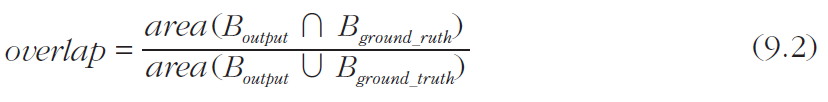 overlap = area(B_output ∩ B_ground_ruth) / area(B_output ∪ B_ground_truth) (9.2)